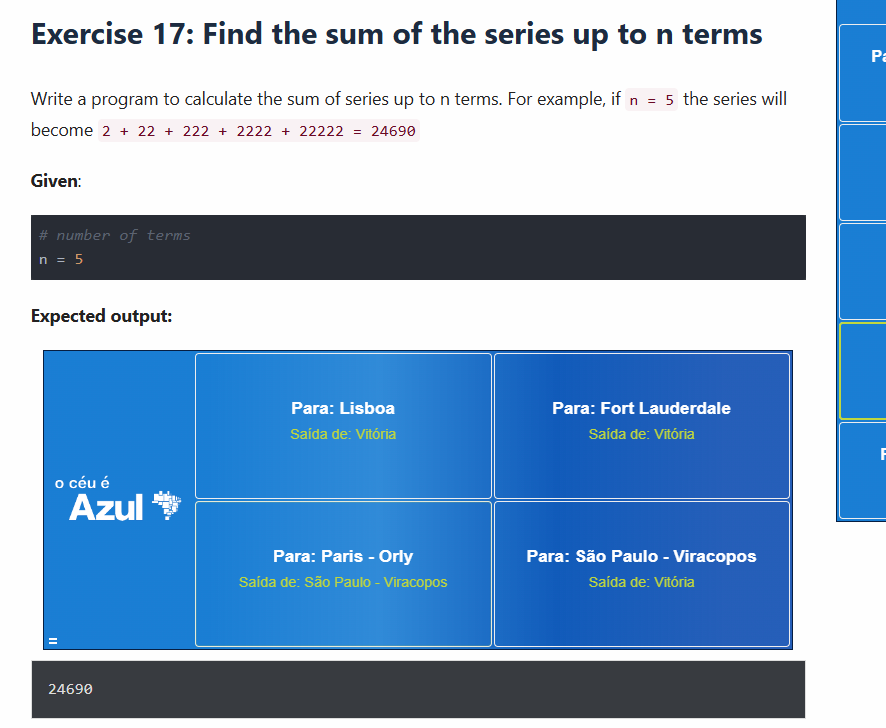 Exercise 17: Find the sum of the series up to n terms
Write a program to calculate the sum of series up to n terms. For example, if n = 5 the series will
become 2 + 22 + 222 + 2222 + 22222 = 24690
Given:
# number of terms
n = 5
Expected output:
Para: Lisboa
Saída de: Vitória
Para: Fort Lauderdale
Saída de: Vitória
o céu é
Azul
Para: Paris - Orly
Saída de: São Paulo - Viracopos
Para: São Paulo - Viracopos
Saída de: Vitória
=
24690